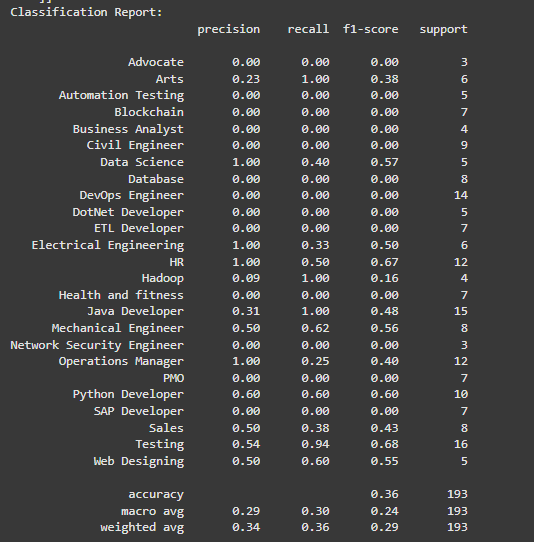 ]]
Classification Report:
precision recall f1-score support
Advocate 0.00 0.00 0.00 3
Arts 0.23 1.00 0.38 6
Automation Testing 0.00 0.00 0.00 5
Blockchain 0.00 0.00 0.00 7
Business Analyst 0.00 0.00 0.00 4
Civil Engineer 0.00 0.00 0.00 9
Data Science 1.00 0.40 0.57 5
Database 0.00 0.00 0.00 8
DevOps Engineer 0.00 0.00 0.00 14
DotNet Developer 0.00 0.00 0.00 5
ETL Developer 0.00 0.00 0.00 7
Electrical Engineering 1.00 0.33 0.50 6
HR 1.00 0.50 0.67 12
Hadoop 0.09 1.00 0.16 4
Health and fitness 0.00 0.00 0.00 7
Java Developer 0.31 1.00 0.48 15
Mechanical Engineer 0.50 0.62 0.56 8
Network Security Engineer 0.00 0.00 0.00 3
Operations Manager 1.00 0.25 0.40 12
PMO 0.00 0.00 0.00 7
Python Developer 0.60 0.60 0.60 10
SAP Developer 0.00 0.00 0.00 7
Sales 0.50 0.38 0.43 8
Testing 0.54 0.94 0.68 16
Web Designing 0.50 0.60 0.55 5
accuracy 0.36 193
macro avg 0.29 0.30 0.24 193
weighted avg 0.34 0.36 0.29 193